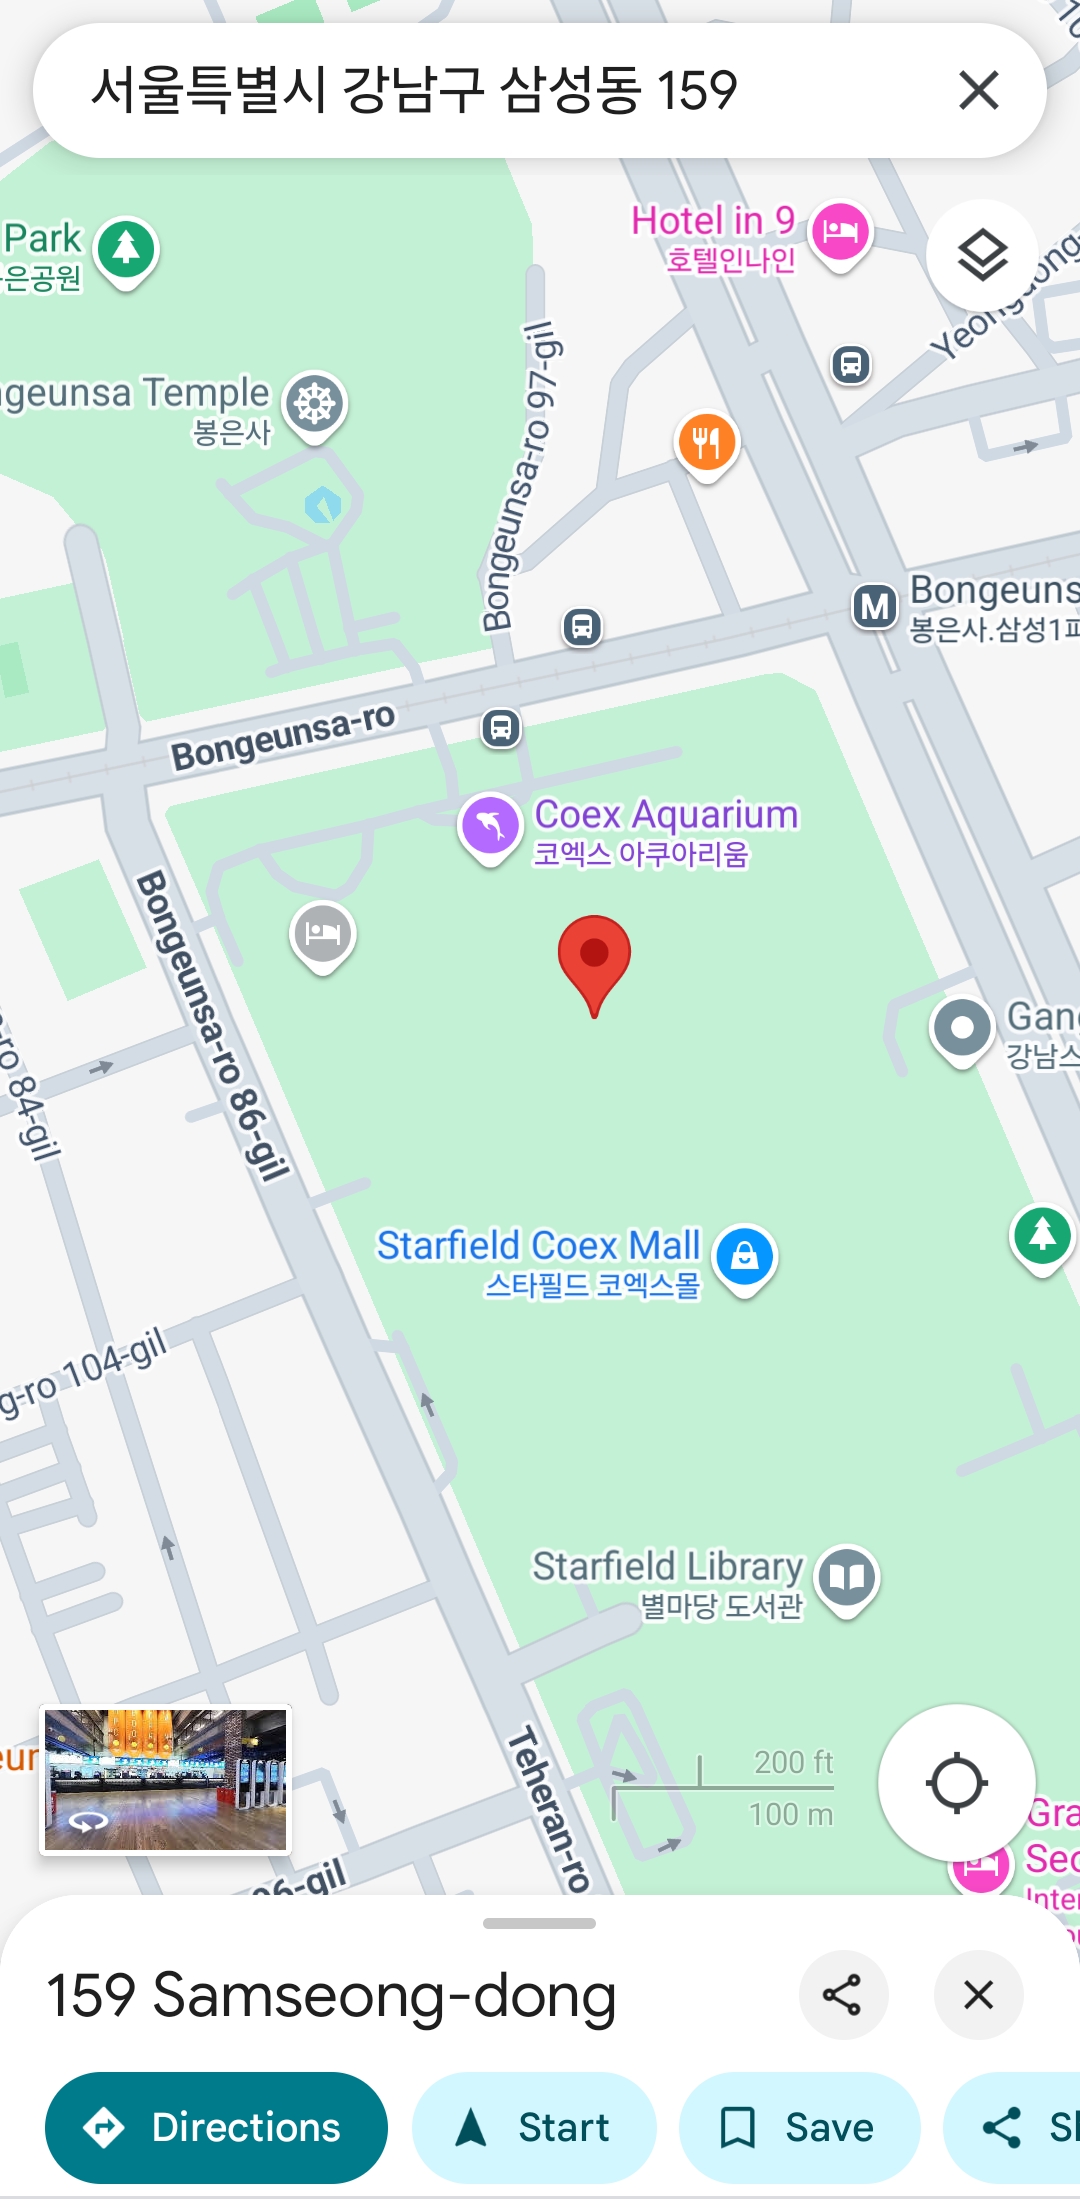 서울특별시 강남구 삼성동 159
Park
은공원
Hotel in 9
호텔인나인
geunsa Temple
봉은사
Bongeunsa-ro 97-gil
Bongeuns
봉은사.삼성1
Bongeunsa-ro
Coex Aquarium
코엑스 아쿠아리움
Bongeunsa-ro 86-gil
-ro 84-gil
Gang
강남스
Starfield Coex Mall
스타필드 코엑스몰
g-ro 104-gil
Starfield Library
별마당 도서관
Teheran-ro
200 ft
100 m
Gra
Seo
Inter
6-gil
159 Samseong-dong
Directions
Start
Save